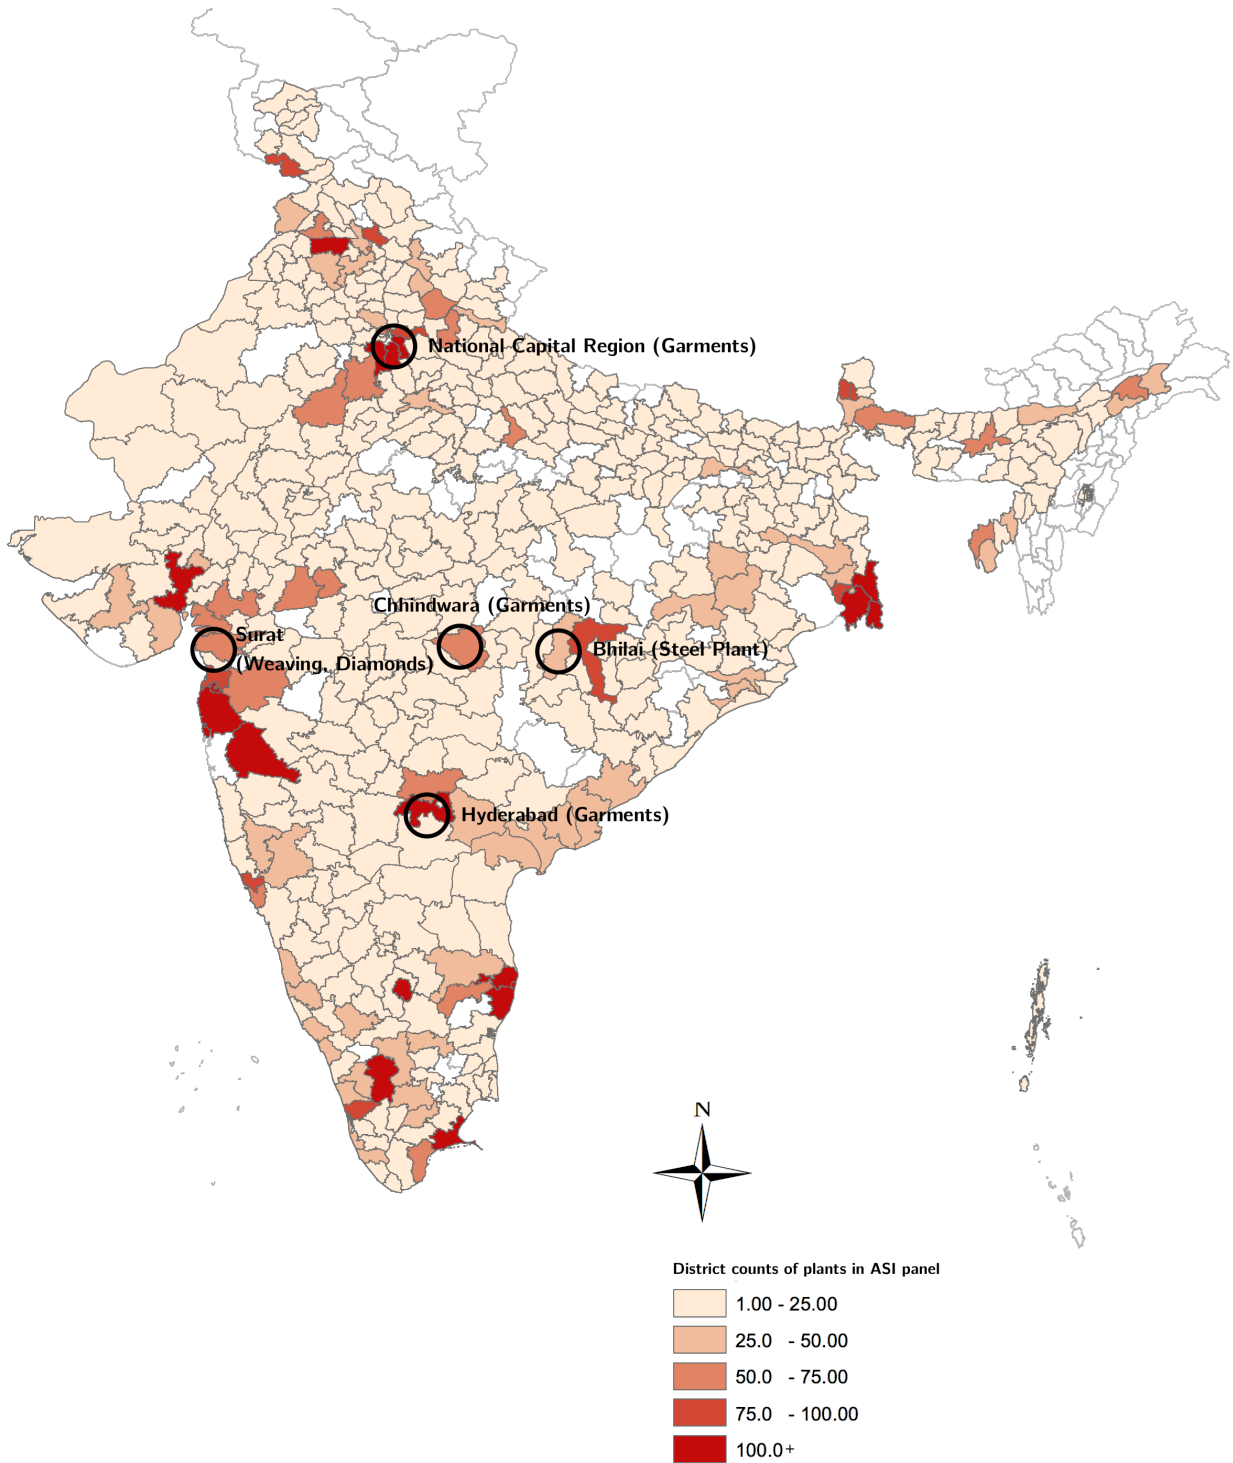 National Capital Region (Garments)
Chhindwara (Garments)
Surat
(Weaving, Diamonds)
Bhilai (Steel Plant)
Hyderabad (Garments)
N
District counts of plants in ASI panel
1.00 - 25.00
25.0 - 50.00
50.0 - 75.00
75.0 - 100.00
100.0+